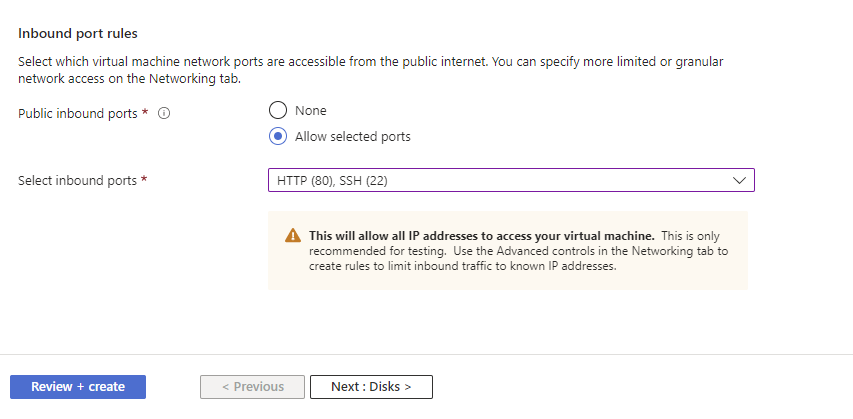 Inbound port rules
Select which virtual machine network ports are accessible from the public internet. You can specify more limited or granular
network access on the Networking tab.
Public inbound ports *
None
Allow selected ports
Select inbound ports *
HTTP (80), SSH (22)
This will allow all IP addresses to access your virtual machine. This is only
recommended for testing. Use the Advanced controls in the Networking tab to
create rules to limit inbound traffic to known IP addresses.
Review + create
< Previous
Next : Disks >